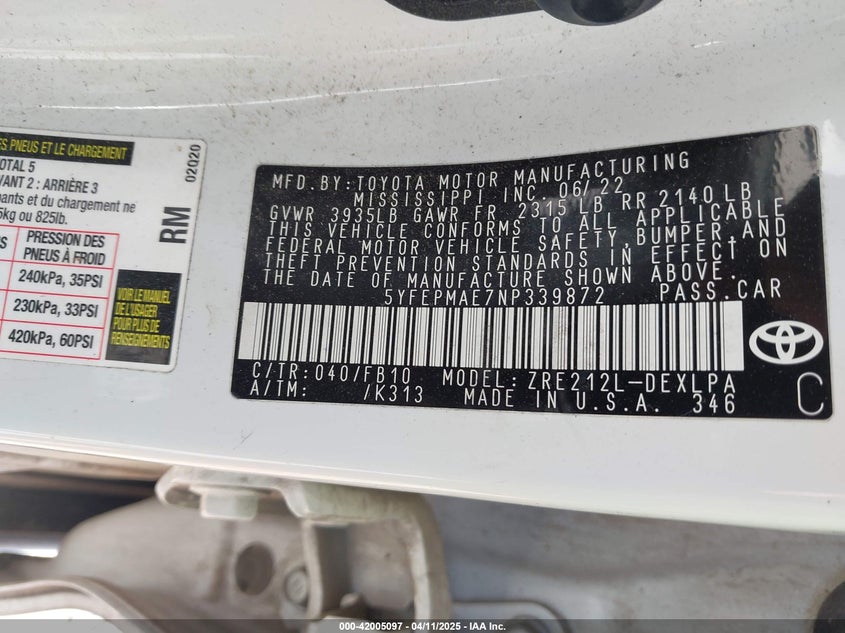 ES PNEUS ET LE CHARGEMENT
OTAL 5
VANT 2 : ARRIÈRE 3
pants et du chargement ne
5kg ou 825lb.
RM
02020
PRESSION DES
PNEUS À FROID
240kPa, 35PSI
230kPa, 33PSI
420kPa, 60PSI
VOIR LE MANUEL
DE L'USAGER
POUR PLUS DE
RENSEIGNEMENTS
MFD.BY:TOYOTA MOTOR MANUFACTURING
MISSISSIPPI INC 06/22
GVWR 3935LB GAWR FR 2315 LB RR 2140 LB
THIS VEHICLE CONFORMS TO ALL APPLICABLE
FEDERAL MOTOR VEHICLE SAFETY,BUMPER,AND
THEFT PREVENTION STANDARDS IN EFFECT ON
THE DATE OF MANUFACTURE SHOWN ABOVE.
5YFEPMAE7NP339872 PASS.CAR
C/TR: 040/FB10 MODEL: ZRE212L-DEXLPA
A/TM: /K313 MADE IN U.S.A. 346
C
000-42005097 - 04/11/2025 - IAA Inc.